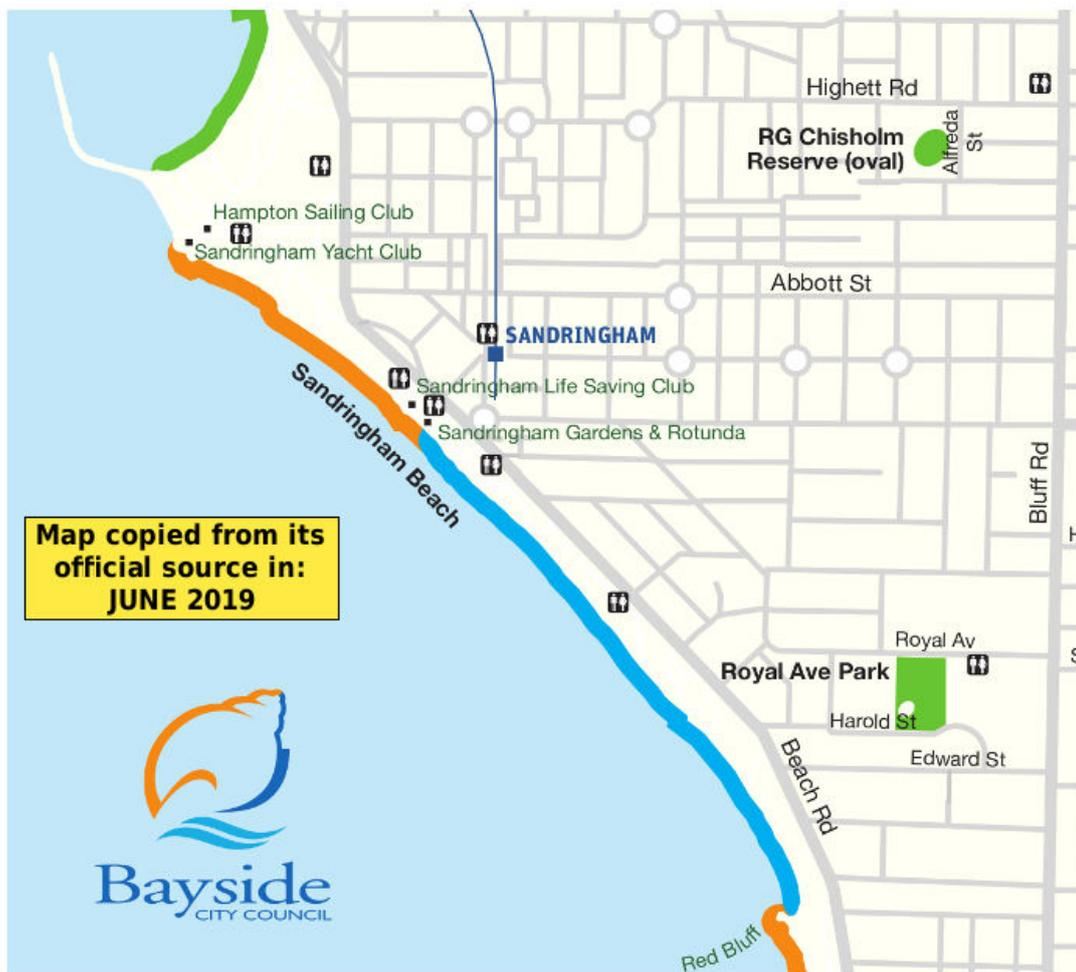 Highett Rd
RG Chisholm
Reserve (oval)
Alfreda
St
Hampton Sailing Club
Sandringham Yacht Club
Abbott St
SANDRINGHAM
Sandringham Life Saving Club
Sandringham Gardens & Rotunda
Sandringham Beach
Bluff Rd
Map copied from its
official source in:
JUNE 2019
H
S
Royal Av
Royal Ave Park
Harold St
Edward St
Beach Rd
Bayside
CITY COUNCIL
Red Bluff